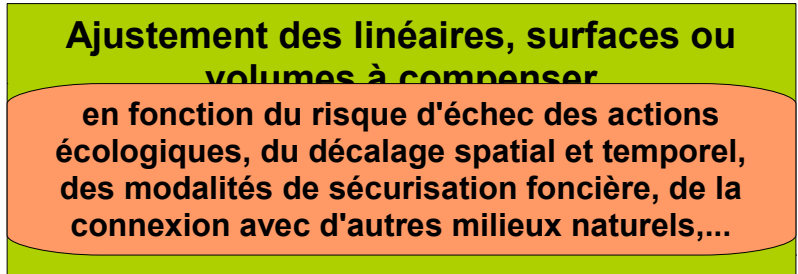 Ajustement des linéaires, surfaces ou
volumes à compenser
en fonction du risque d'échec des actions
écologiques, du décalage spatial et temporel,
des modalités de sécurisation foncière, de la
connexion avec d'autres milieux naturels,...